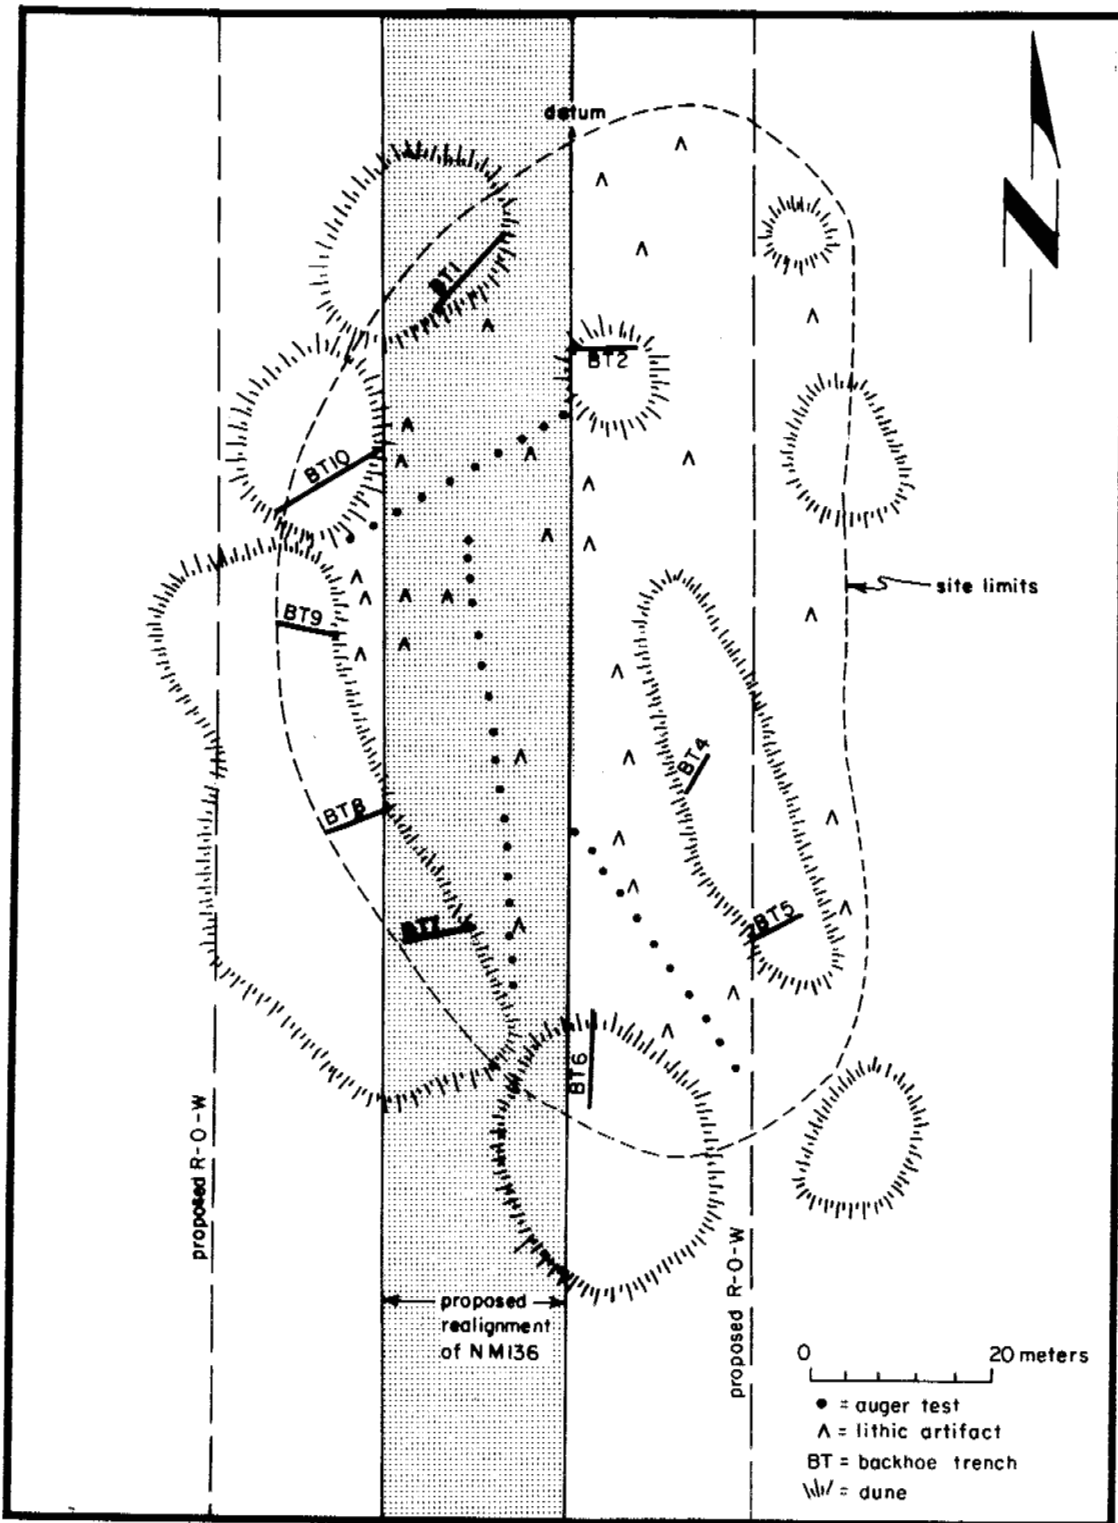 datum
N
BT1
BT2
BT10
BT9
site limits
BT4
BT8
BT5
BT7
BT6
proposed R-O-W
proposed R-O-W
proposed
realignment
of NM136
0 20 meters
• = auger test
∧ = lithic artifact
BT = backhoe trench
= dune